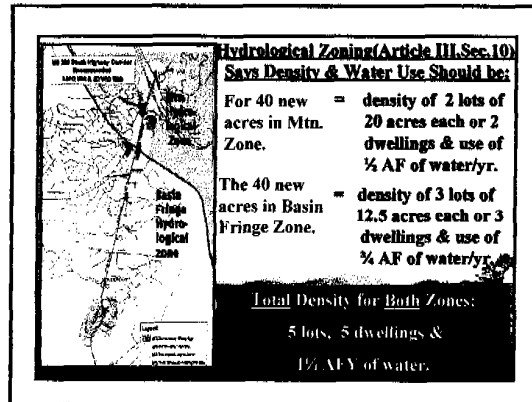 Hydrological Zoning(Article III,Sec.10)
Says Density & Water Use Should be:
For 40 new acres in Mtn. Zone.
= density of 2 lots of
20 acres each or 2
dwellings & use of
½ AF of water/yr.
The 40 new
acres in Basin
Fringe Zone.
= density of 3 lots of
12.5 acres each or 3
dwellings & use of
¾ AF of water/yr.
Total Density for Both Zones:
5 lots, 5 dwellings &
1¼ AFY of water.
Basin
Fringe
Hydro-
logical
zone
Zone
Legend